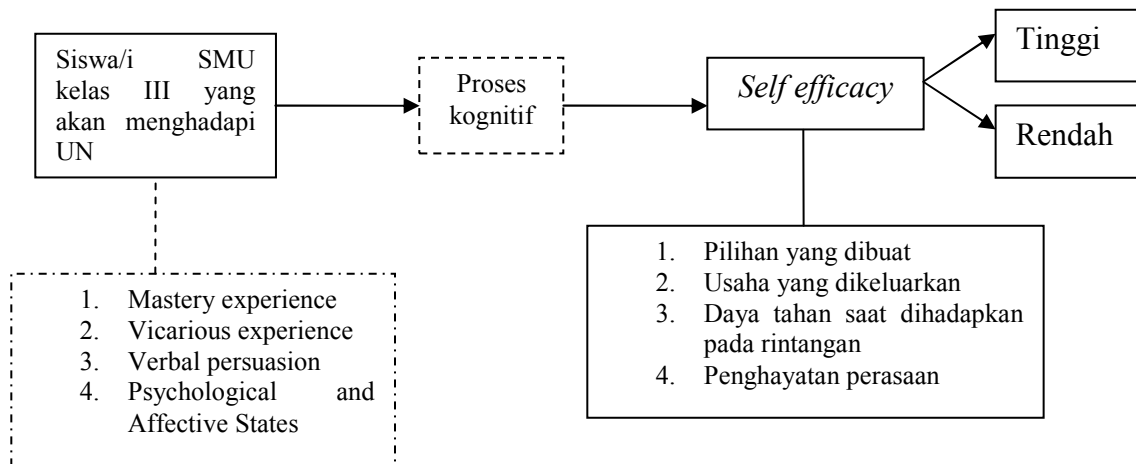 Siswa/i SMU
kelas III yang
akan menghadapi
UN
Proses
kognitif
Self efficacy
Tinggi
Rendah
1. Mastery experience
2. Vicarious experience
3. Verbal persuasion
4. Psychological and
Affective States
1. Pilihan yang dibuat
2. Usaha yang dikeluarkan
3. Daya tahan saat dihadapkan
pada rintangan
4. Penghayatan perasaan